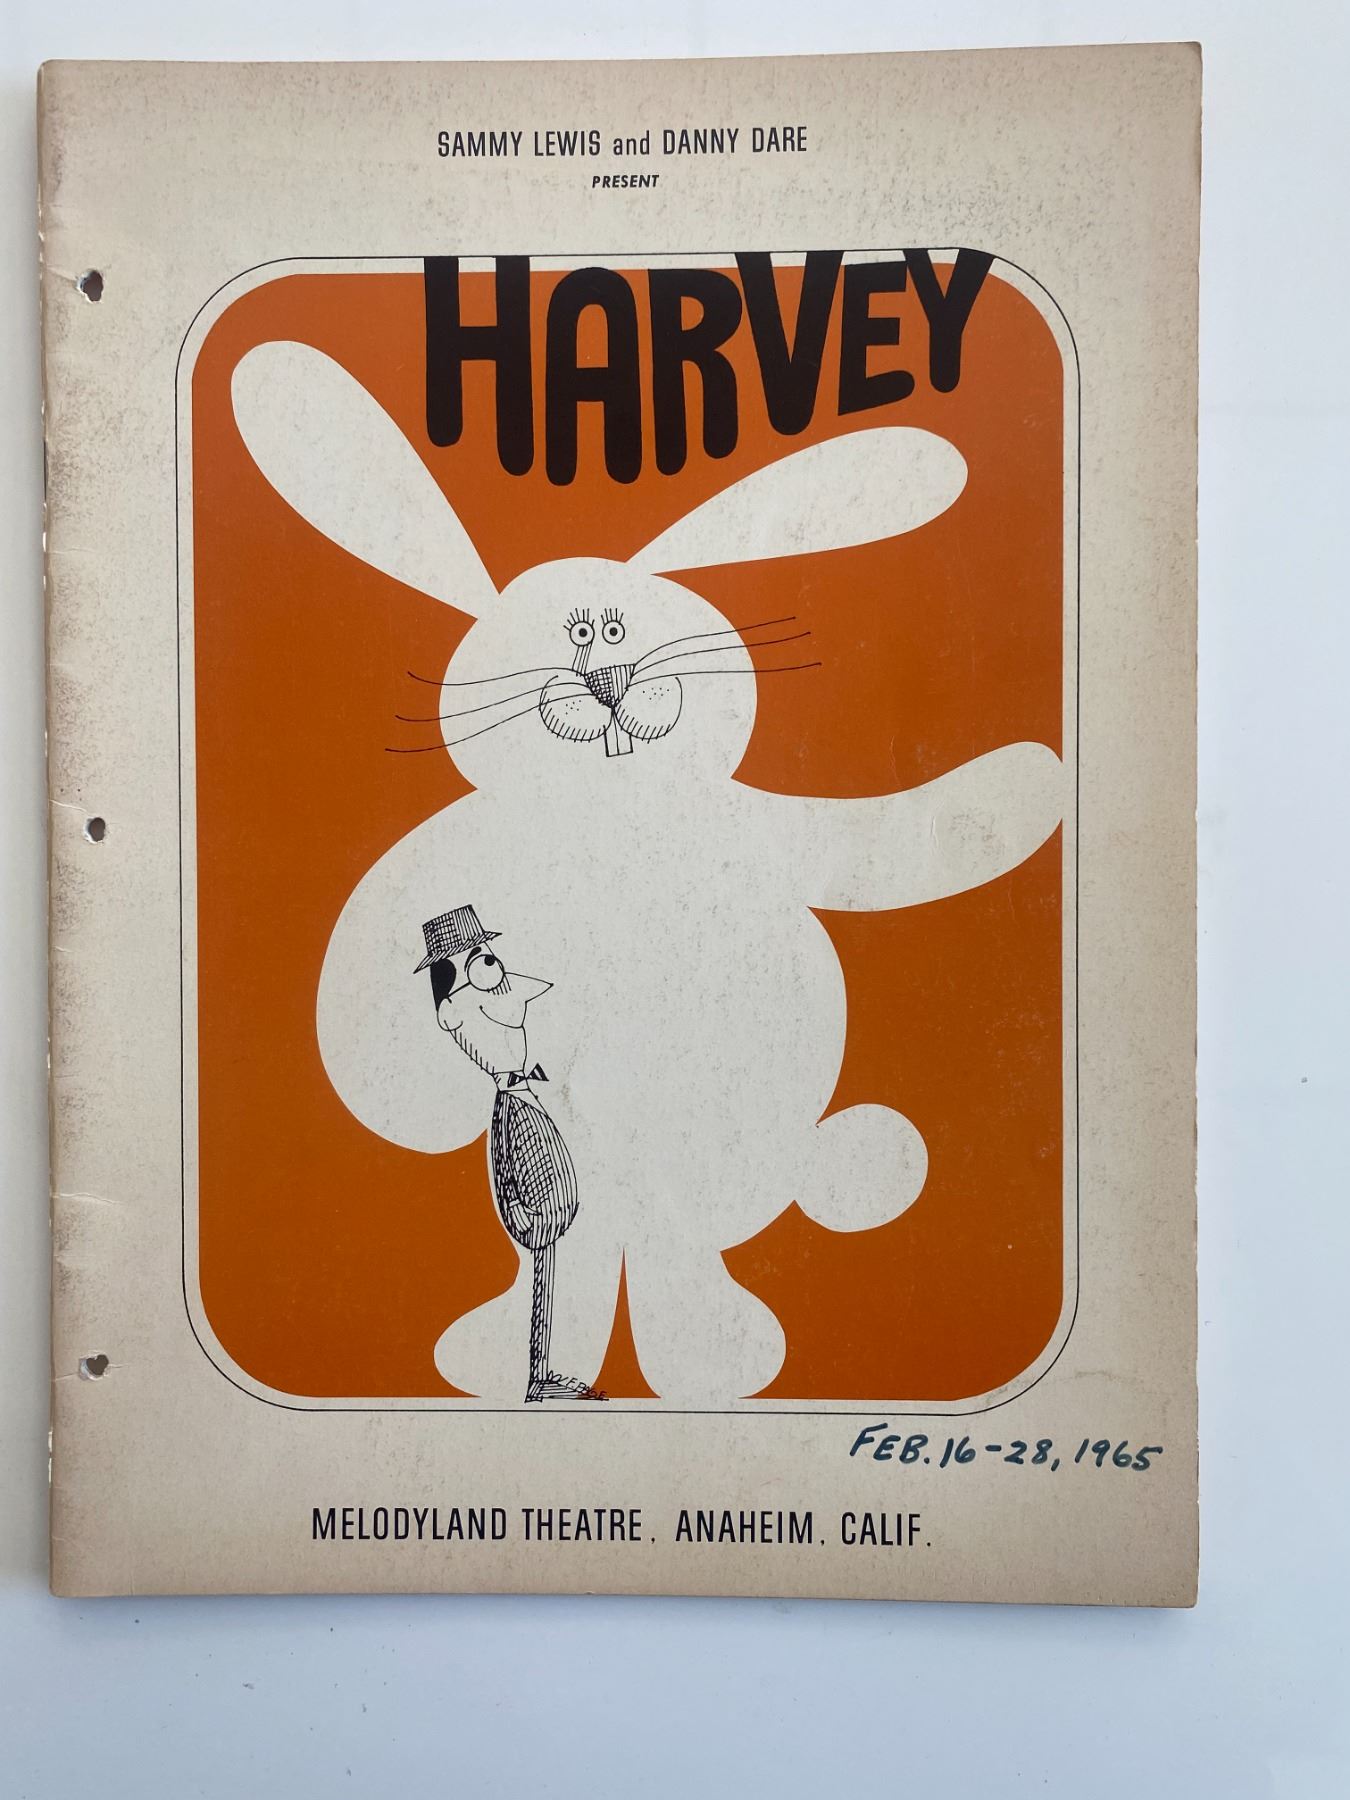 SAMMY LEWIS and DANNY DARE
PRESENT
HARVEY
FEB. 16-28, 1965
MELODYLAND THEATRE, ANAHEIM, CALIF.